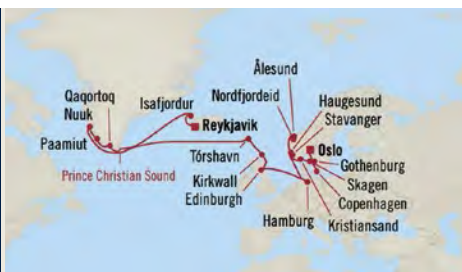 Ålesund
Nordfjordeid
Qaqortoq
Nuuk
Isafjordur
Haugesund
Stavanger
Reykjavik
Paamiut
Tórshavn
Oslo
Gothenburg
Prince Christian Sound
Kirkwall
Skagen
Edinburgh
Copenhagen
Hamburg
Kristiansand